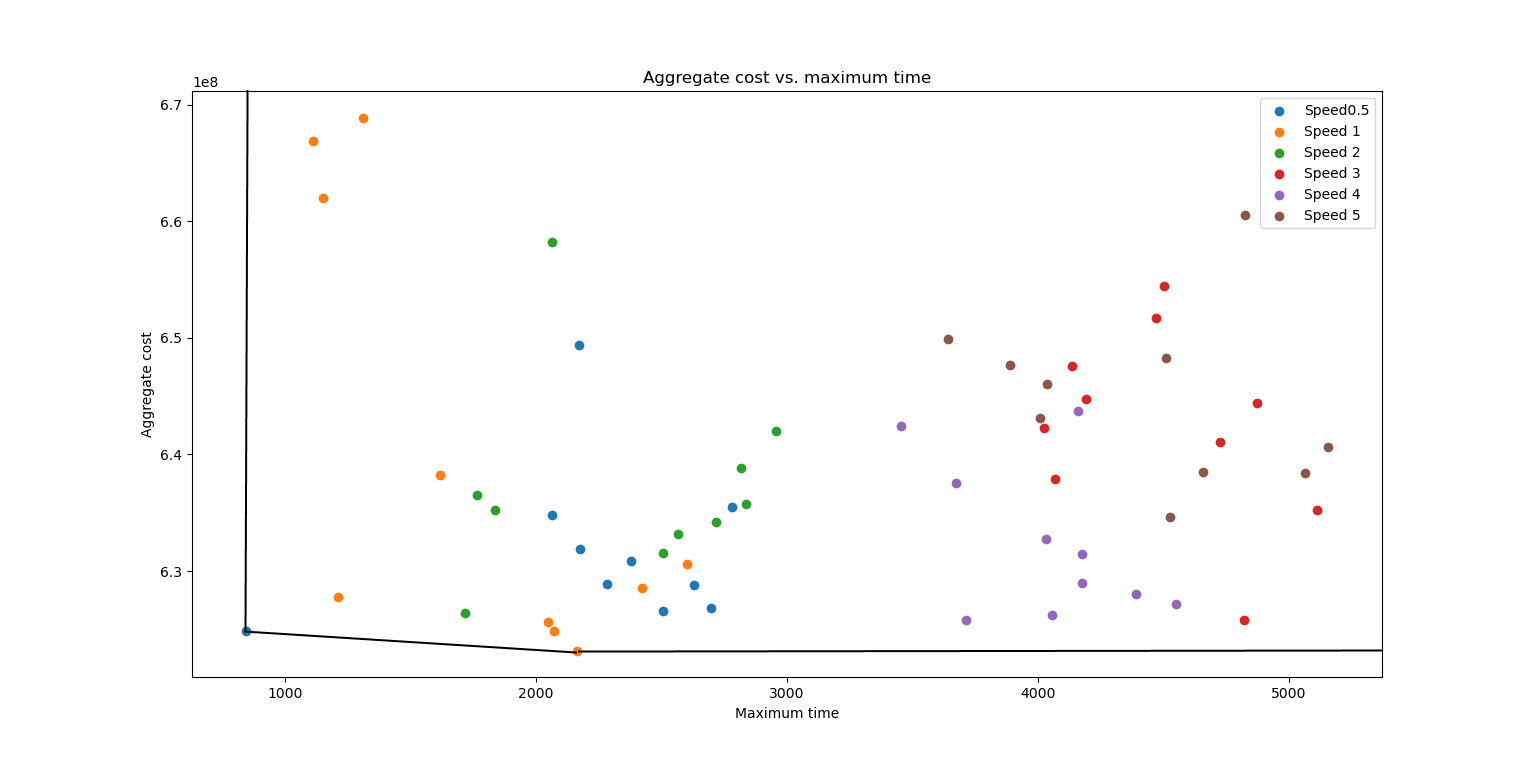 Aggregate cost vs. maximum time
1e8
6.7
6.6
6.5
6.4
6.3
Aggregate cost
Speed0.5
Speed 1
Speed 2
Speed 3
Speed 4
Speed 5
1000 2000 3000 4000 5000
Maximum time